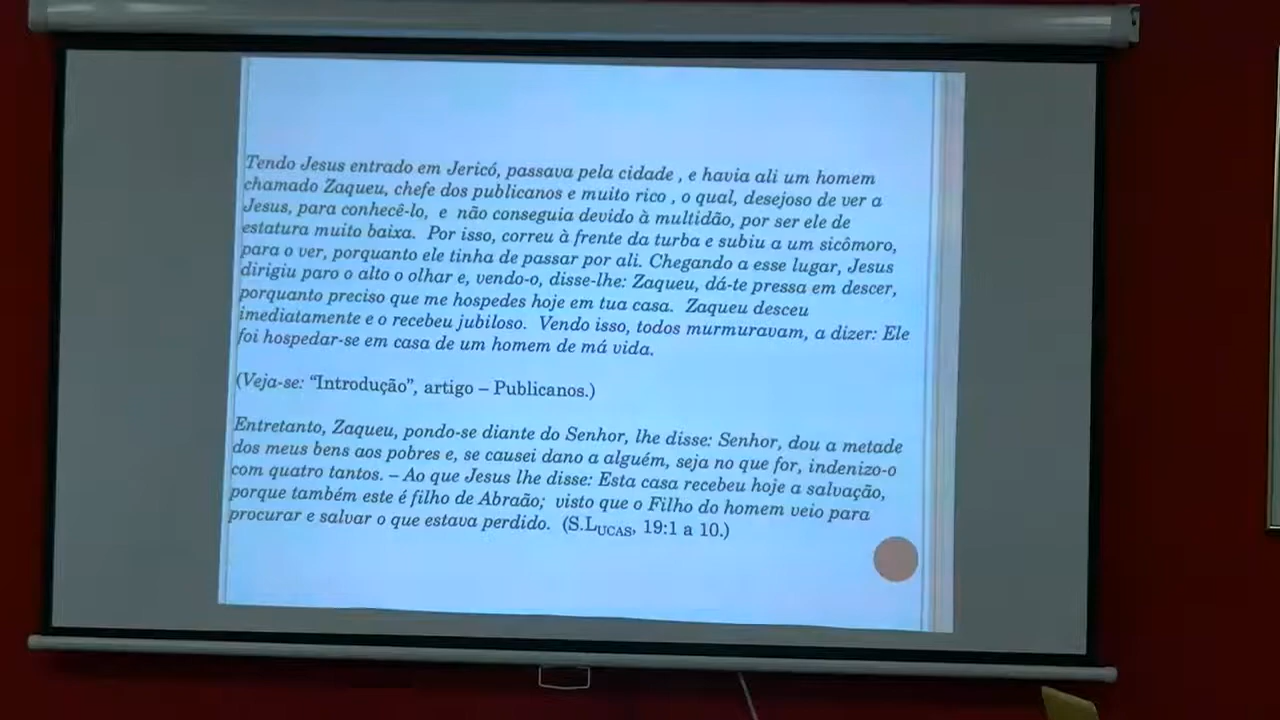 Tendo Jesus entrado em Jericó, passava pela cidade , e havia ali um homem
chamado Zaqueu, chefe dos publicanos e muito rico , o qual, desejoso de ver a
Jesus, para conhecê-lo, e não conseguia devido à multidão, por ser ele de
estatura muito baixa. Por isso, correu à frente da turba e subiu a um sicômoro,
para o ver, porquanto ele tinha de passar por ali. Chegando a esse lugar, Jesus
dirigiu paro o alto o olhar e, vendo-o, disse-lhe: Zaqueu, dá-te pressa em descer,
porquanto preciso que me hospedes hoje em tua casa. Zaqueu desceu
imediatamente e o recebeu jubiloso. Vendo isso, todos murmuravam, a dizer: Ele
foi hospedar-se em casa de um homem de má vida.
(Veja-se: “Introdução”, artigo – Publicanos.)
Entretanto, Zaqueu, pondo-se diante do Senhor, lhe disse: Senhor, dou a metade
dos meus bens aos pobres e, se causei dano a alguém, seja no que for, indenizo-o
com quatro tantos. – Ao que Jesus lhe disse: Esta casa recebeu hoje a salvação,
porque também este é filho de Abraão; visto que o Filho do homem veio para
procurar e salvar o que estava perdido. (S.LUCAS, 19:1 a 10.)